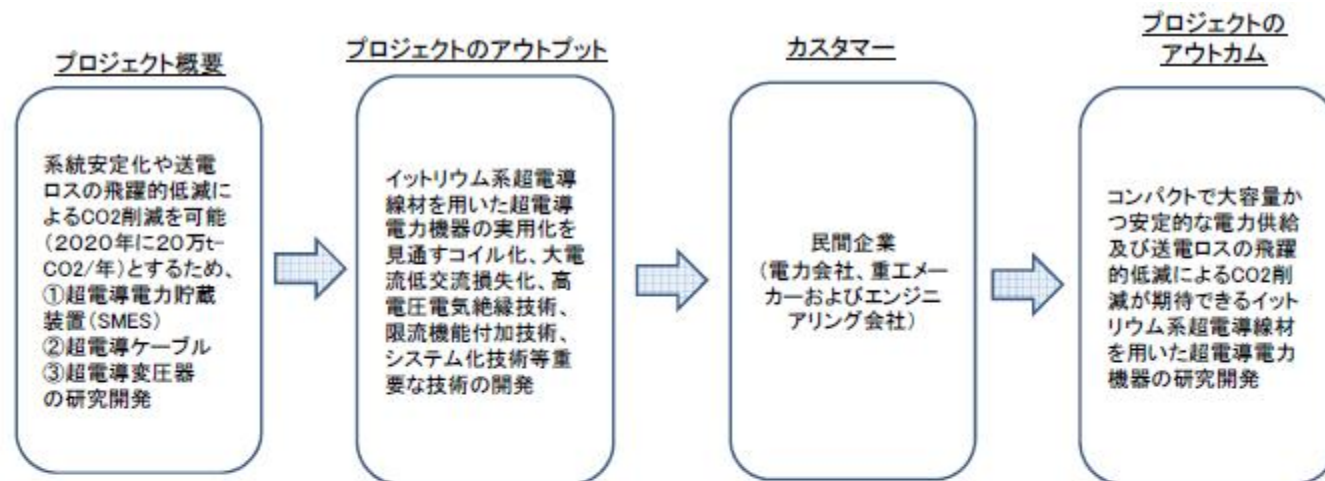 プロジェクト概要
系統安定化や送電
ロスの飛躍的低減に
よるCO2削減を可能
(2020年に20万t-
CO2/年)とするため、
①超電導電力貯蔵
装置(SMES)
②超電導ケーブル
③超電導変圧器
の研究開発
プロジェクトのアウトプット
イットリウム系超電導
線材を用いた超電導
電力機器の実用化を
見通すコイル化、大電
流低交流損失化、高
電圧電気絶縁技術、
限流機能付加技術、
システム化技術等重
要な技術の開発
カスタマー
民間企業
(電力会社、重工メー
カーおよびエンジニ
アリング会社)
プロジェクトの
アウトカム
コンパクトで大容量か
つ安定的な電力供給
及び送電ロスの飛躍
的低減によるCO2削
減が期待できるイット
リウム系超電導線材
を用いた超電導電力
機器の研究開発